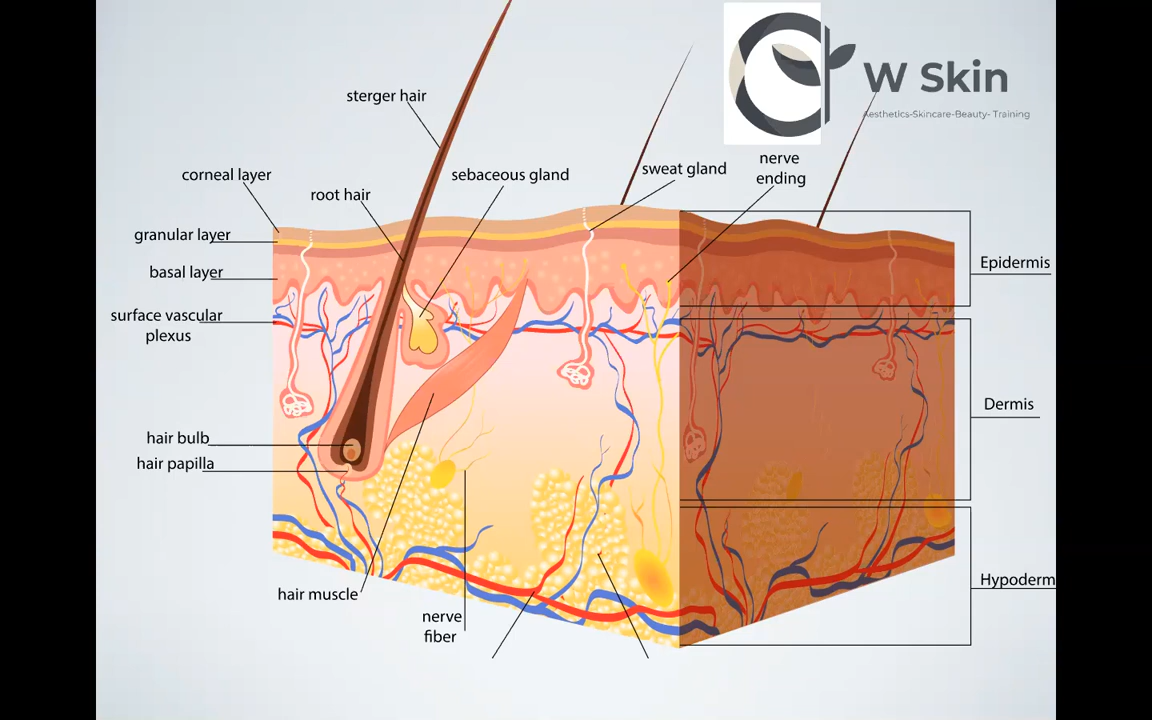 W Skin
Aesthetics-Skincare-Beauty- Training
sterger hair
corneal layer
root hair
sebaceous gland
sweat gland
nerve
ending
granular layer
basal layer
surface vascular
plexus
hair bulb
hair papilla
hair muscle
nerve
fiber
Epidermis
Dermis
Hypoderm